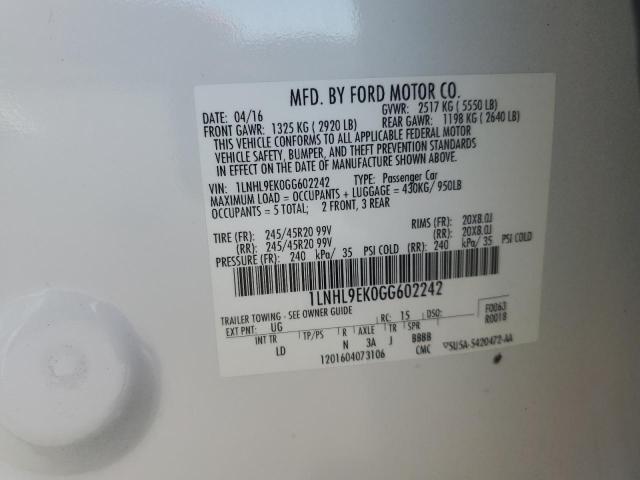 MFD. BY FORD MOTOR CO.
DATE: 04/16 GVWR: 2517 KG ( 5550 LB)
FRONT GAWR: 1325 KG ( 2920 LB) REAR GAWR: 1198 KG ( 2640 LB)
THIS VEHICLE CONFORMS TO ALL APPLICABLE FEDERAL MOTOR
VEHICLE SAFETY, BUMPER, AND THEFT PREVENTION STANDARDS
IN EFFECT ON THE DATE OF MANUFACTURE SHOWN ABOVE.
VIN: 1LNHL9EK0GG602242 TYPE: Passenger Car
MAXIMUM LOAD = OCCUPANTS + LUGGAGE = 430KG/ 950LB
OCCUPANTS = 5 TOTAL; 2 FRONT, 3 REAR
TIRE (FR): 245/45R20 99V RIMS (FR): 20X8.0J
(RR): 245/45R20 99V (RR): 20X8.0J
PRESSURE (FR): 240 kPa/ 35 PSI COLD (RR): 240 kPa/ 35 PSI COLD
1LNHL9EK0GG602242
TRAILER TOWING - SEE OWNER GUIDE
EXT PNT: UG RC: 15 DSO: F0063
R0018
INT TR TP/PS R AXLE TR SPR
LD N 3A J BBBB
1201604073106 CMC ▽5U5A-5420472-AA